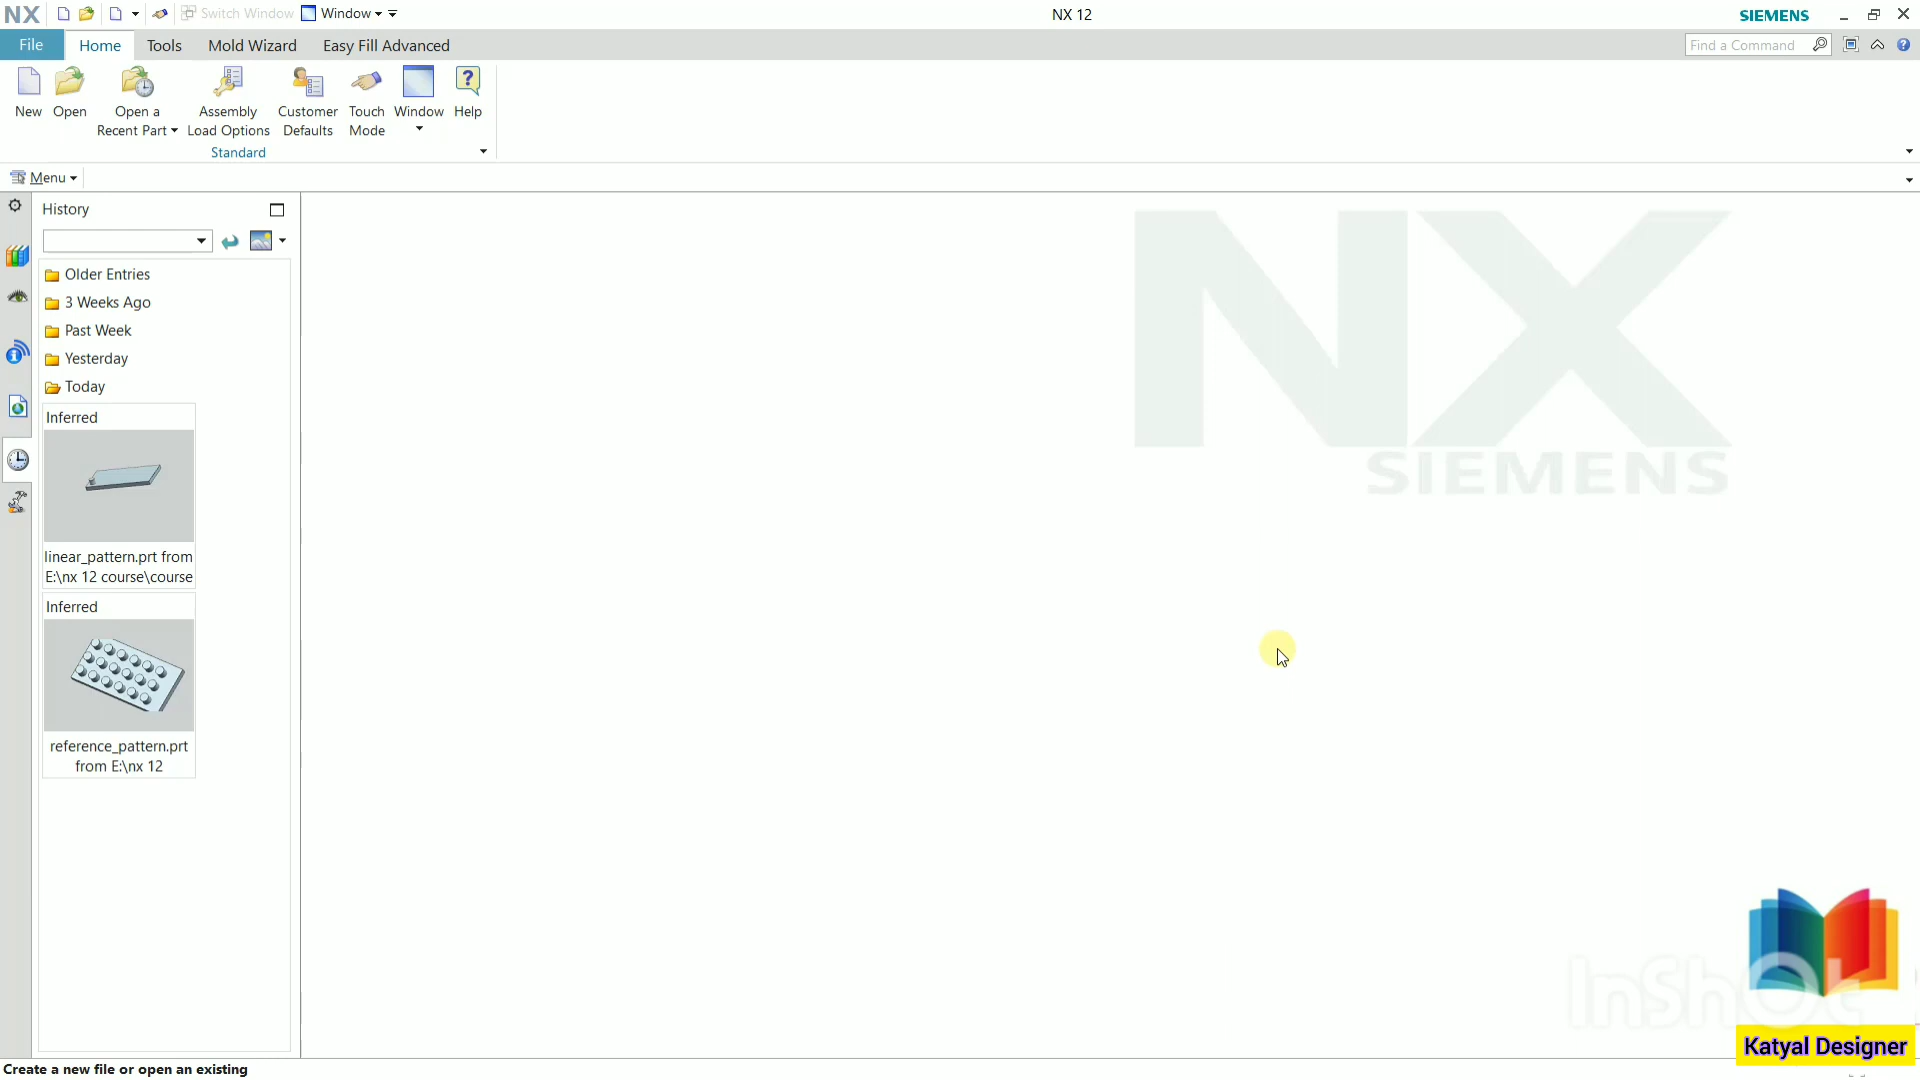 NX
Switch Window
Window
NX 12
SIEMENS
File
Home
Tools
Mold Wizard
Easy Fill Advanced
Find a Command
New
Open
Open a
Recent Part
Assembly
Load Options
Customer
Defaults
Touch
Mode
Window
Help
Standard
Menu
History
Older Entries
3 Weeks Ago
Past Week
Yesterday
Today
Inferred
linear_pattern.prt from
E:\nx 12 course\course
Inferred
reference_pattern.prt
from E:\nx 12
NX
SIEMENS
InShOt
Katyal Designer
Create a new file or open an existing